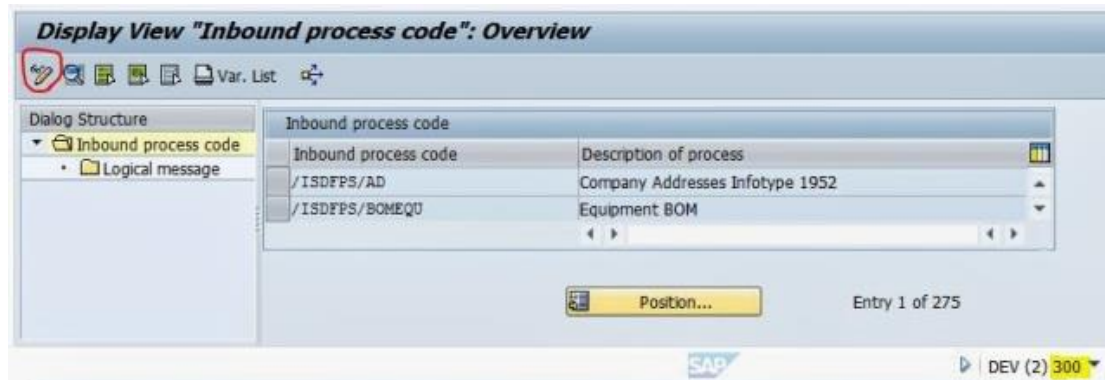 Display View "Inbound process code": Overview
Var. List
Dialog Structure
Inbound process code
Logical message
Inbound process code
Inbound process code Description of process
/ISDFPS/AD Company Addresses Infotype 1952
/ISDFPS/BOMEQU Equipment BOM
Position... Entry 1 of 275
SAP DEV (2) 300